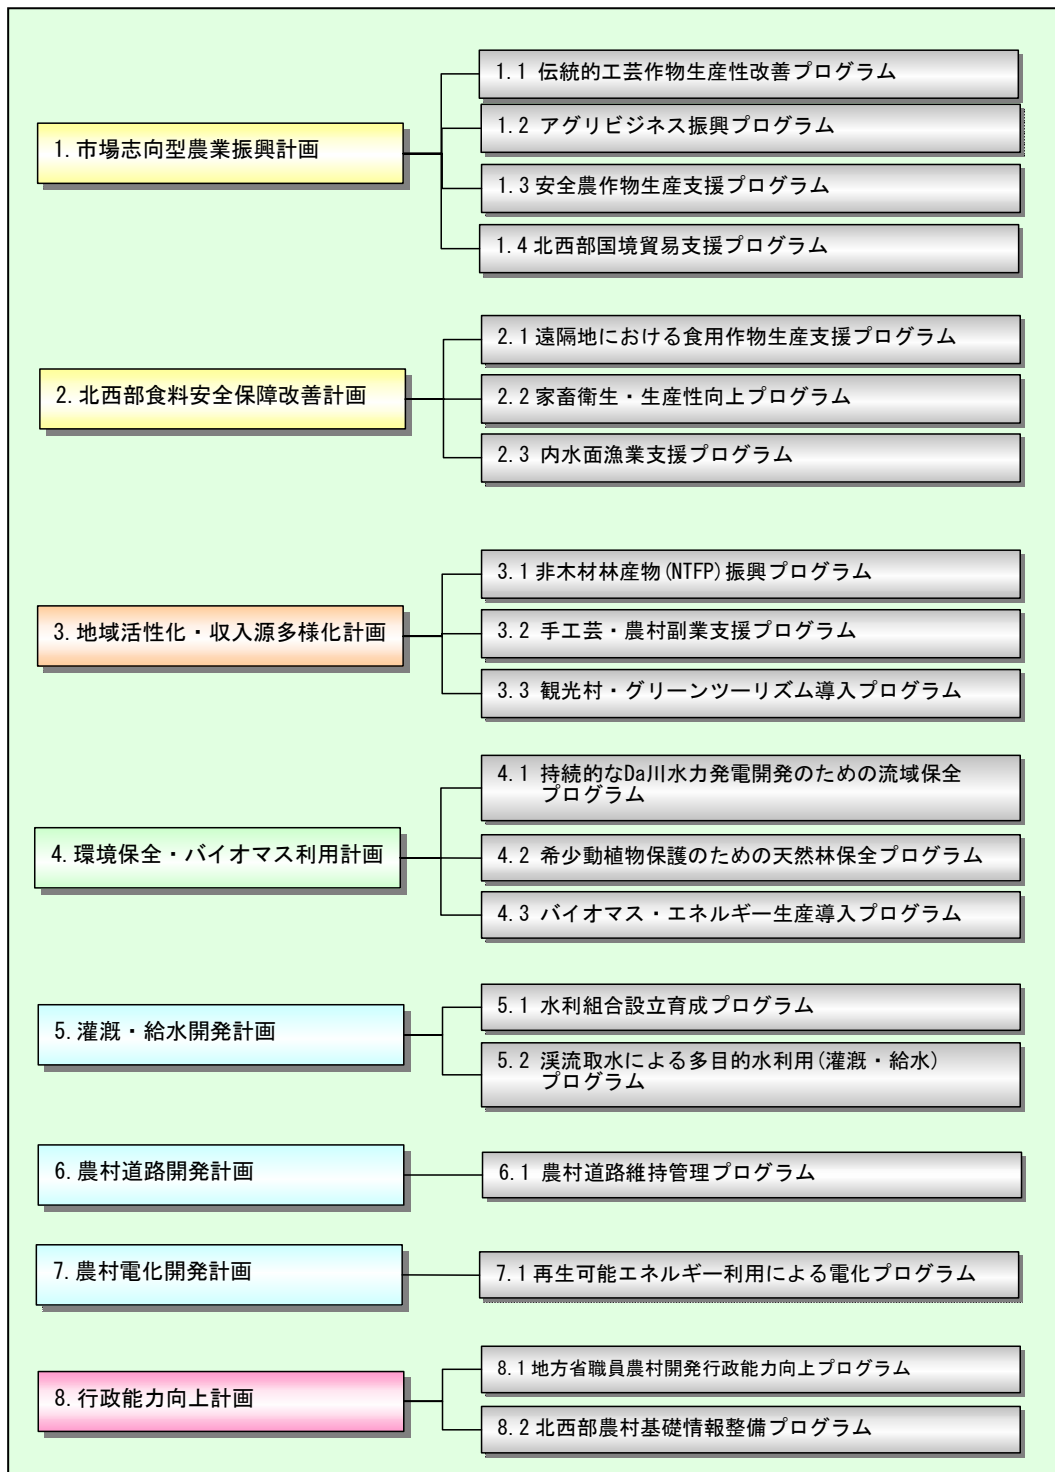 1. 市場志向型農業振興計画
1.1 伝統的工芸作物生産性改善プログラム
1.2 アグリビジネス振興プログラム
1.3 安全農作物生産支援プログラム
1.4 北西部国境貿易支援プログラム
2. 北西部食料安全保障改善計画
2.1 遠隔地における食用作物生産支援プログラム
2.2 家畜衛生・生産性向上プログラム
2.3 内水面漁業支援プログラム
3. 地域活性化・収入源多様化計画
3.1 非木材林産物(NTFP)振興プログラム
3.2 手工芸・農村副業支援プログラム
3.3 観光村・グリーンツーリズム導入プログラム
4. 環境保全・バイオマス利用計画
4.1 持続的なDa川水力発電開発のための流域保全
プログラム
4.2 希少動植物保護のための天然林保全プログラム
4.3 バイオマス・エネルギー生産導入プログラム
5. 灌漑・給水開発計画
5.1 水利組合設立育成プログラム
5.2 渓流取水による多目的水利用(灌漑・給水)
プログラム
6. 農村道路開発計画
6.1 農村道路維持管理プログラム
7. 農村電化開発計画
7.1 再生可能エネルギー利用による電化プログラム
8. 行政能力向上計画
8.1 地方省職員農村開発行政能力向上プログラム
8.2 北西部農村基礎情報整備プログラム